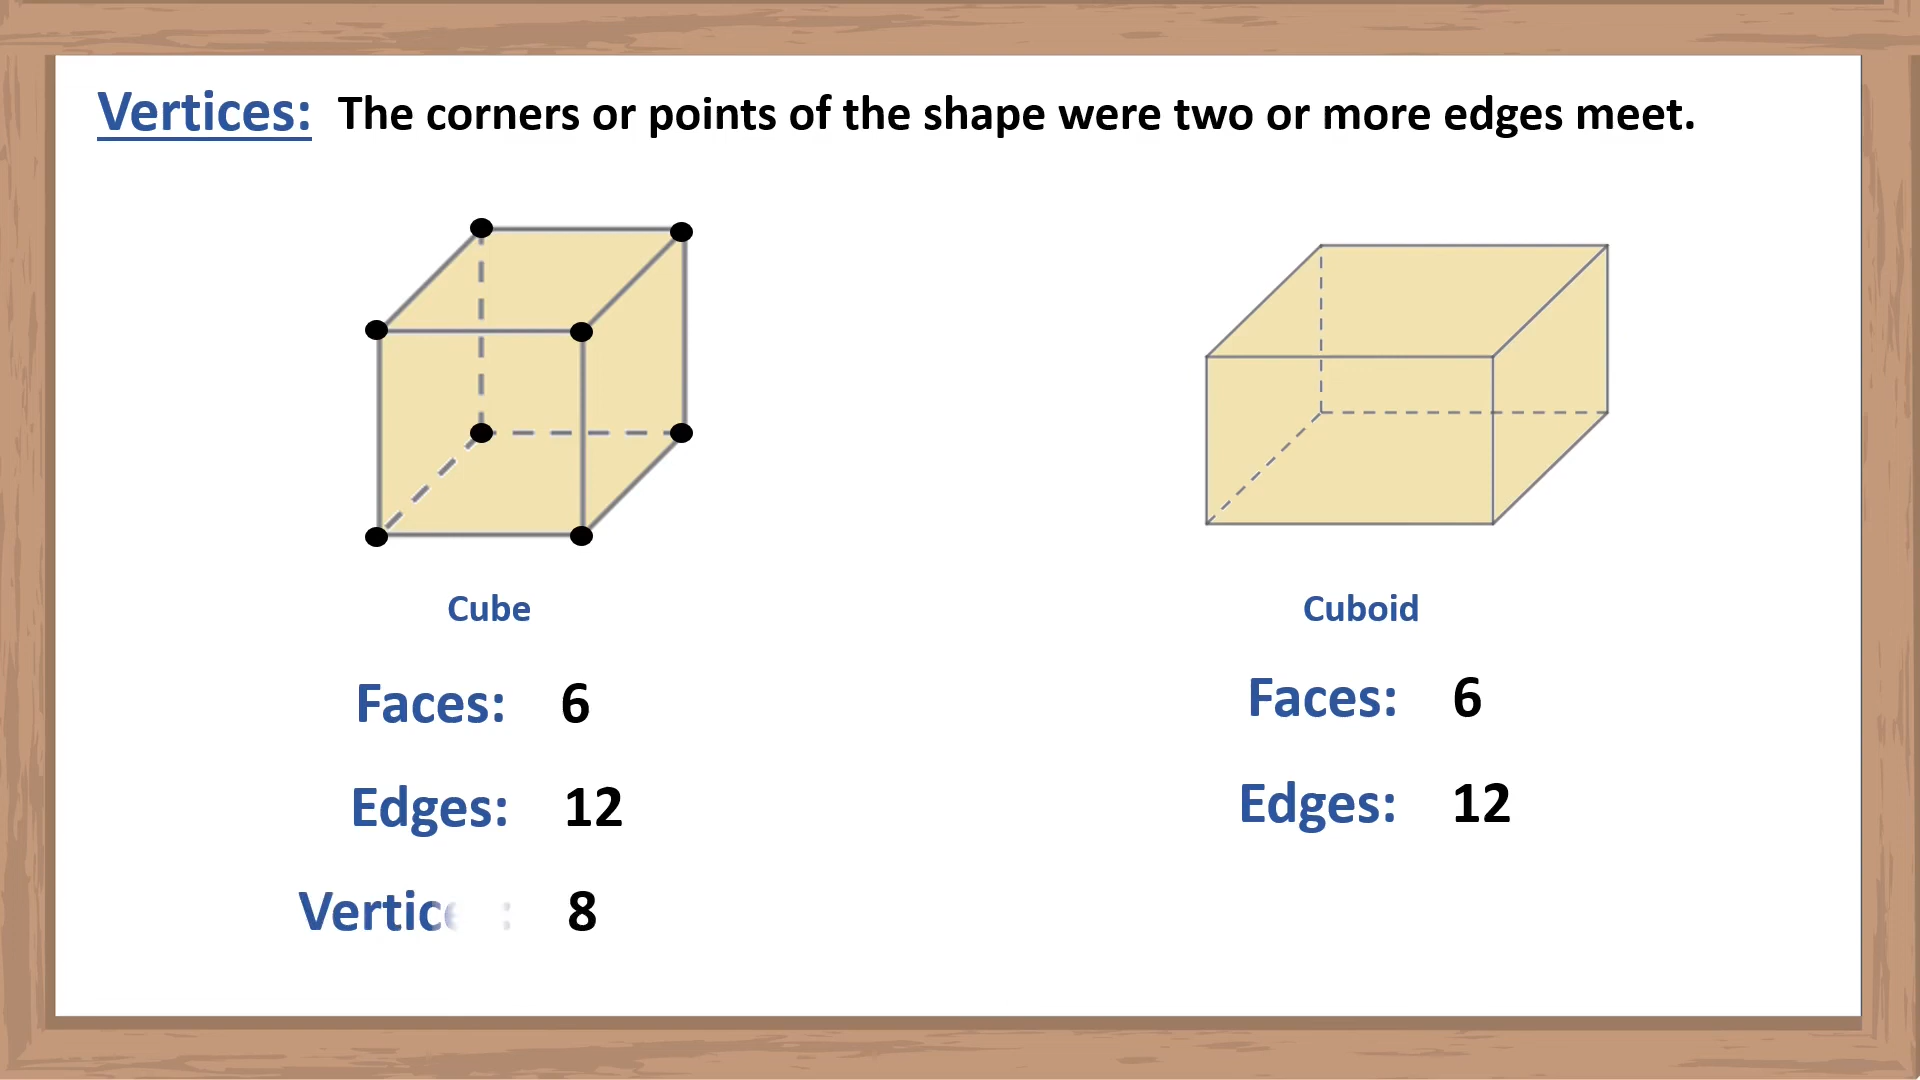 Vertices: The corners or points of the shape were two or more edges meet.
Cube
Faces: 6
Edges: 12
8
Cuboid
Faces: 6
Edges: 12